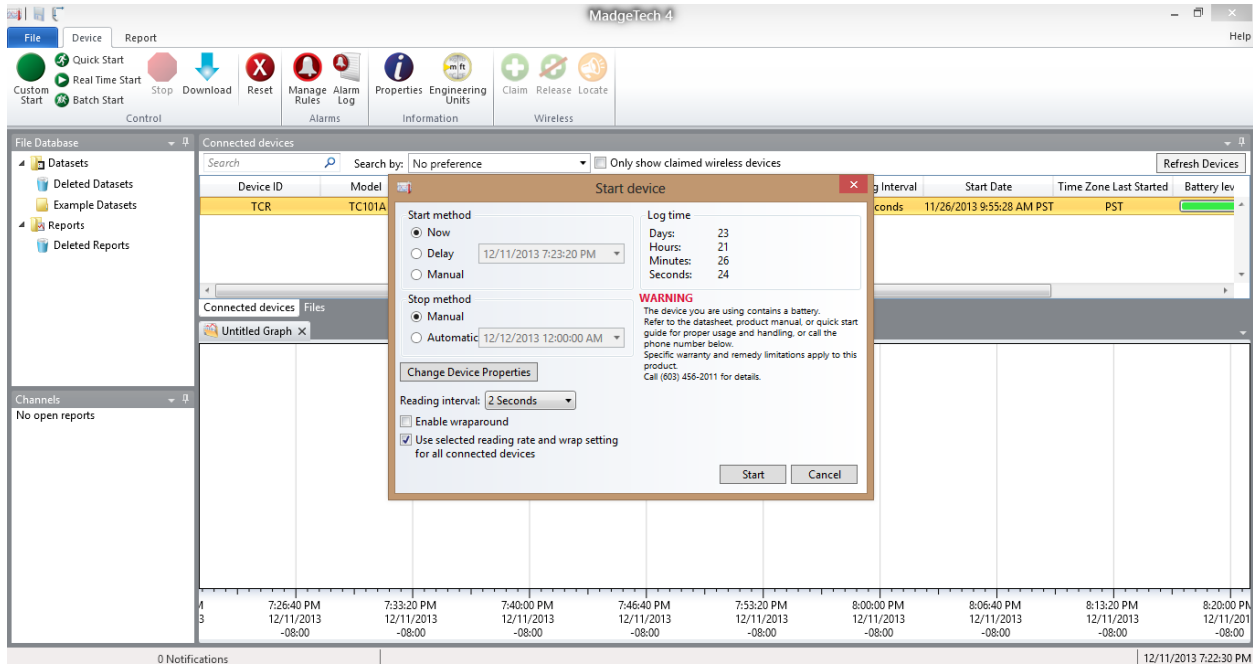 MadgeTech 4
File Device Report Help
Custom Start
Quick Start
Real Time Start
Batch Start
Stop
Download
Reset
Control
Manage Rules
Alarm Log
Alarms
Properties
Engineering Units
m/ft
Information
Claim
Release
Locate
Wireless
File Database
Datasets
Deleted Datasets
Example Datasets
Reports
Deleted Reports
Channels
No open reports
Connected devices
Search
Search by: No preference
Only show claimed wireless devices
Refresh Devices
Device ID Model g Interval Start Date Time Zone Last Started Battery lev
TCR TC101A conds 11/26/2013 9:55:28 AM PST PST
Connected devices Files
Untitled Graph
Start device
Start method
Now
Delay 12/11/2013 7:23:20 PM
Manual
Stop method
Manual
Automatic 12/12/2013 12:00:00 AM
Change Device Properties
Reading interval: 2 Seconds
Enable wraparound
Use selected reading rate and wrap setting
for all connected devices
Log time
Days: 23
Hours: 21
Minutes: 26
Seconds: 24
WARNING
The device you are using contains a battery.
Refer to the datasheet, product manual, or quick start
guide for proper usage and handling, or call the
phone number below.
Specific warranty and remedy limitations apply to this
product.
Call (603) 456-2011 for details.
Start Cancel
7:26:40 PM 7:33:20 PM 7:40:00 PM 7:46:40 PM 7:53:20 PM 8:00:00 PM 8:06:40 PM 8:13:20 PM 8:20:00 PM
3 12/11/2013 12/11/2013 12/11/2013 12/11/2013 12/11/2013 12/11/2013 12/11/2013 12/11/2013 12/11/201
-08:00 -08:00 -08:00 -08:00 -08:00 -08:00 -08:00 -08:00 -08:00
0 Notifications 12/11/2013 7:22:30 PM